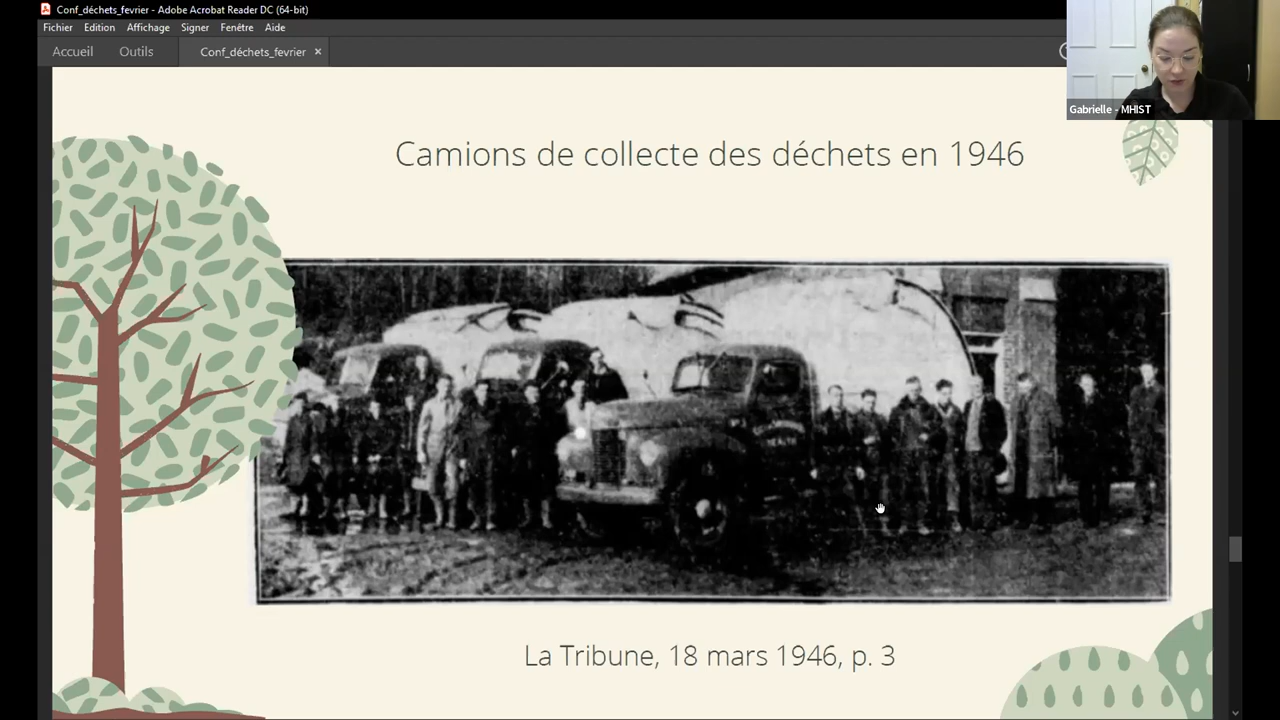 Conf_déchets_fevrier - Adobe Acrobat Reader DC (64-bit)
Fichier Edition Affichage Signer Fenêtre Aide
Accueil Outils Conf_déchets_fevrier ×
Gabrielle - MHIST
Camions de collecte des déchets en 1946
La Tribune, 18 mars 1946, p. 3